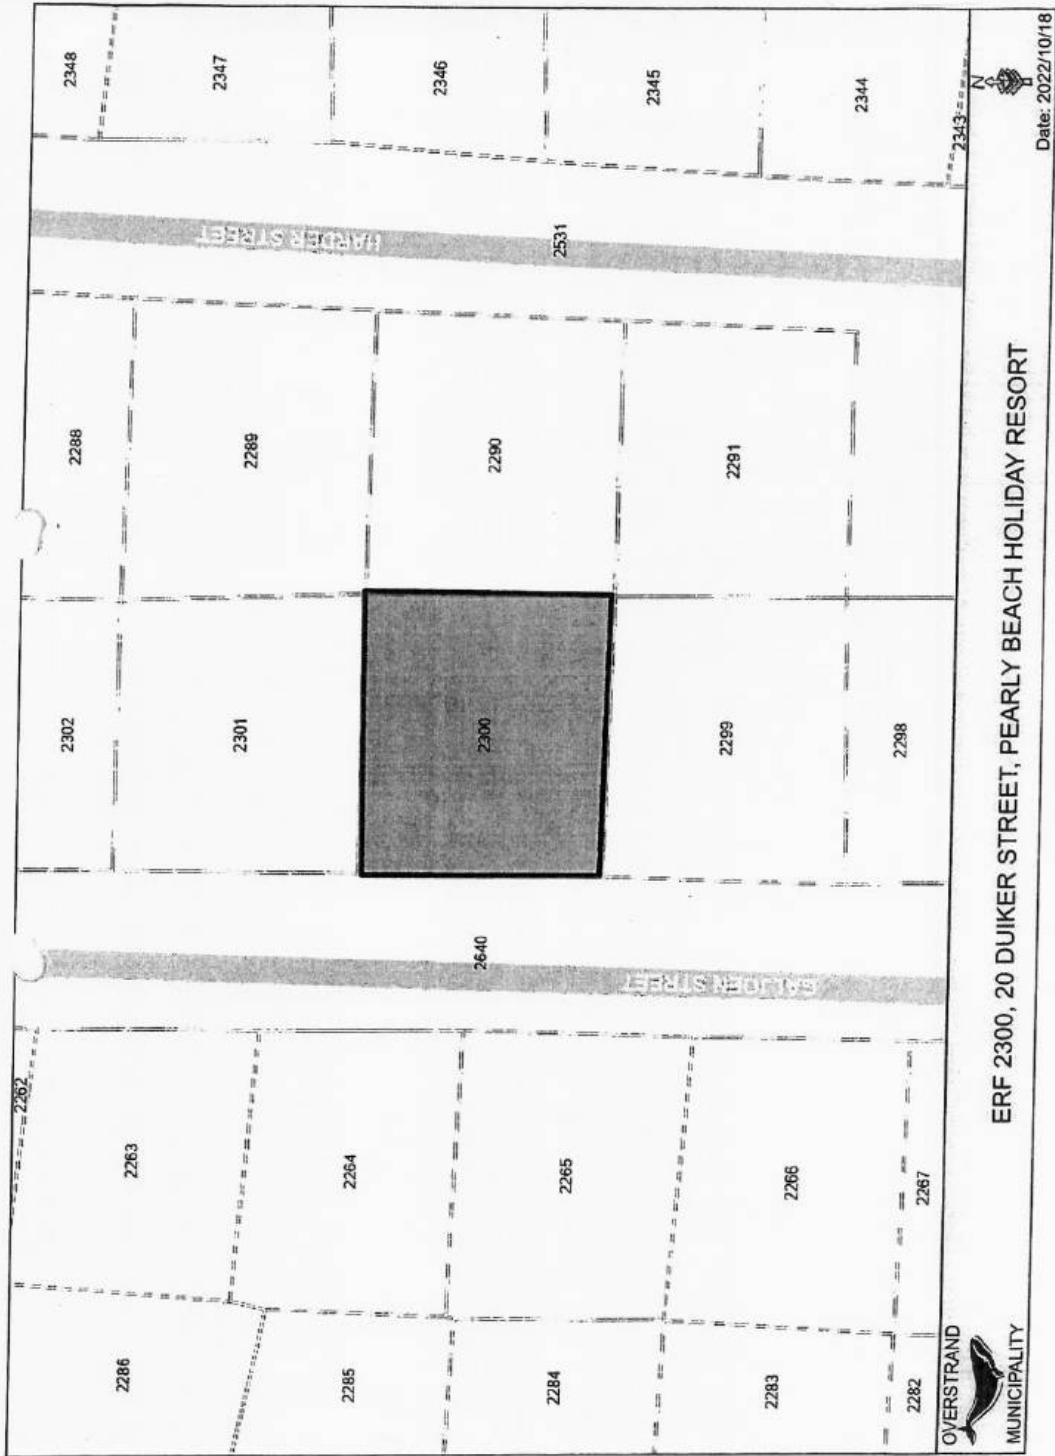 2262
2302 2288 2348
2286 2263
2301 2289 2347
HARDER STREET
2285 2264 2346
2640 2300 2290
2284 2265 2531
2345
GALJOEN STREET
2299 2291
2283 2266
2344
2298
2282 2267 2343
OVERSTRAND
MUNICIPALITY
ERF 2300, 20 DUIKER STREET, PEARLY BEACH HOLIDAY RESORT
N
Date: 2022/10/18